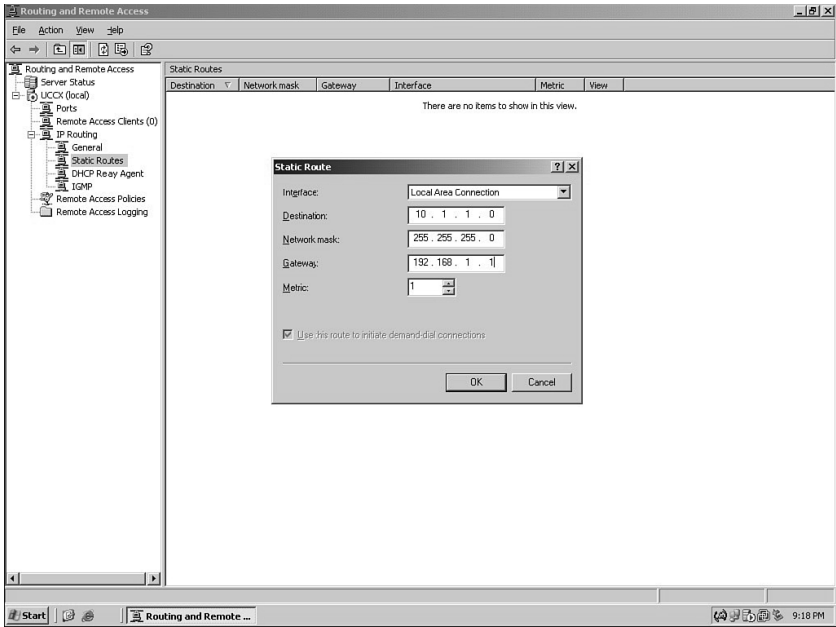 Routing and Remote Access
File Action View Help
Routing and Remote Access
Server Status
UCCX (local)
Ports
Remote Access Clients (0)
IP Routing
General
Static Routes
DHCP Relay Agent
IGMP
Remote Access Policies
Remote Access Logging
Static Routes
Destination Network mask Gateway Interface Metric View
There are no items to show in this view.
Static Route
Interface: Local Area Connection
Destination: 10 . 1 . 1 . 0
Network mask: 255 . 255 . 255 . 0
Gateway: 192 . 168 . 1 . 1
Metric: 1
Use this route to initiate demand-dial connections
OK Cancel
Start Routing and Remote ... 9:18 PM